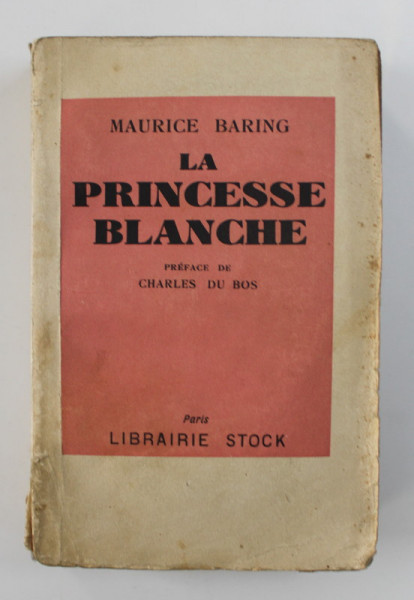 MAURICE BARING
LA
PRINCESSE
BLANCHE
PRÉFACE DE
CHARLES DU BOS
Paris
LIBRAIRIE STOCK